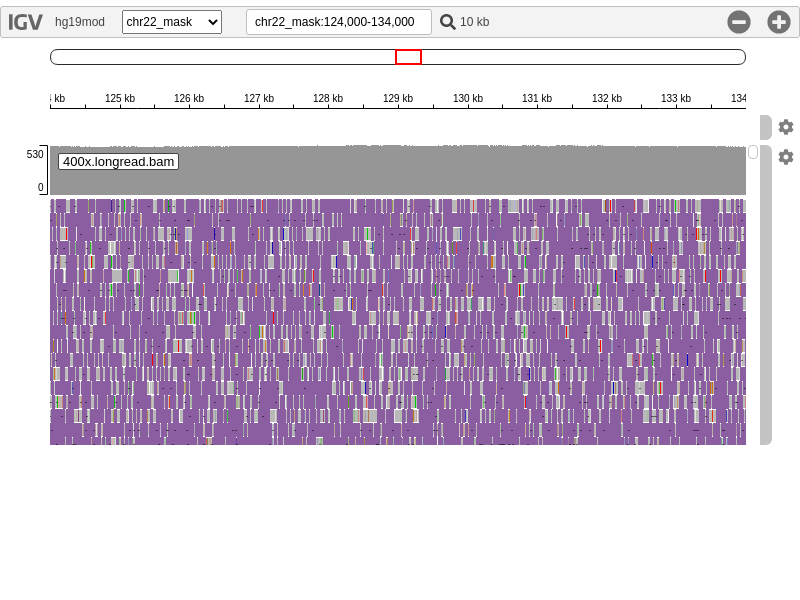 IGV hg19mod chr22_mask chr22_mask:124,000-134,000 10 kb
kb 125 kb 126 kb 127 kb 128 kb 129 kb 130 kb 131 kb 132 kb 133 kb 134
530
400x.longread.bam
0